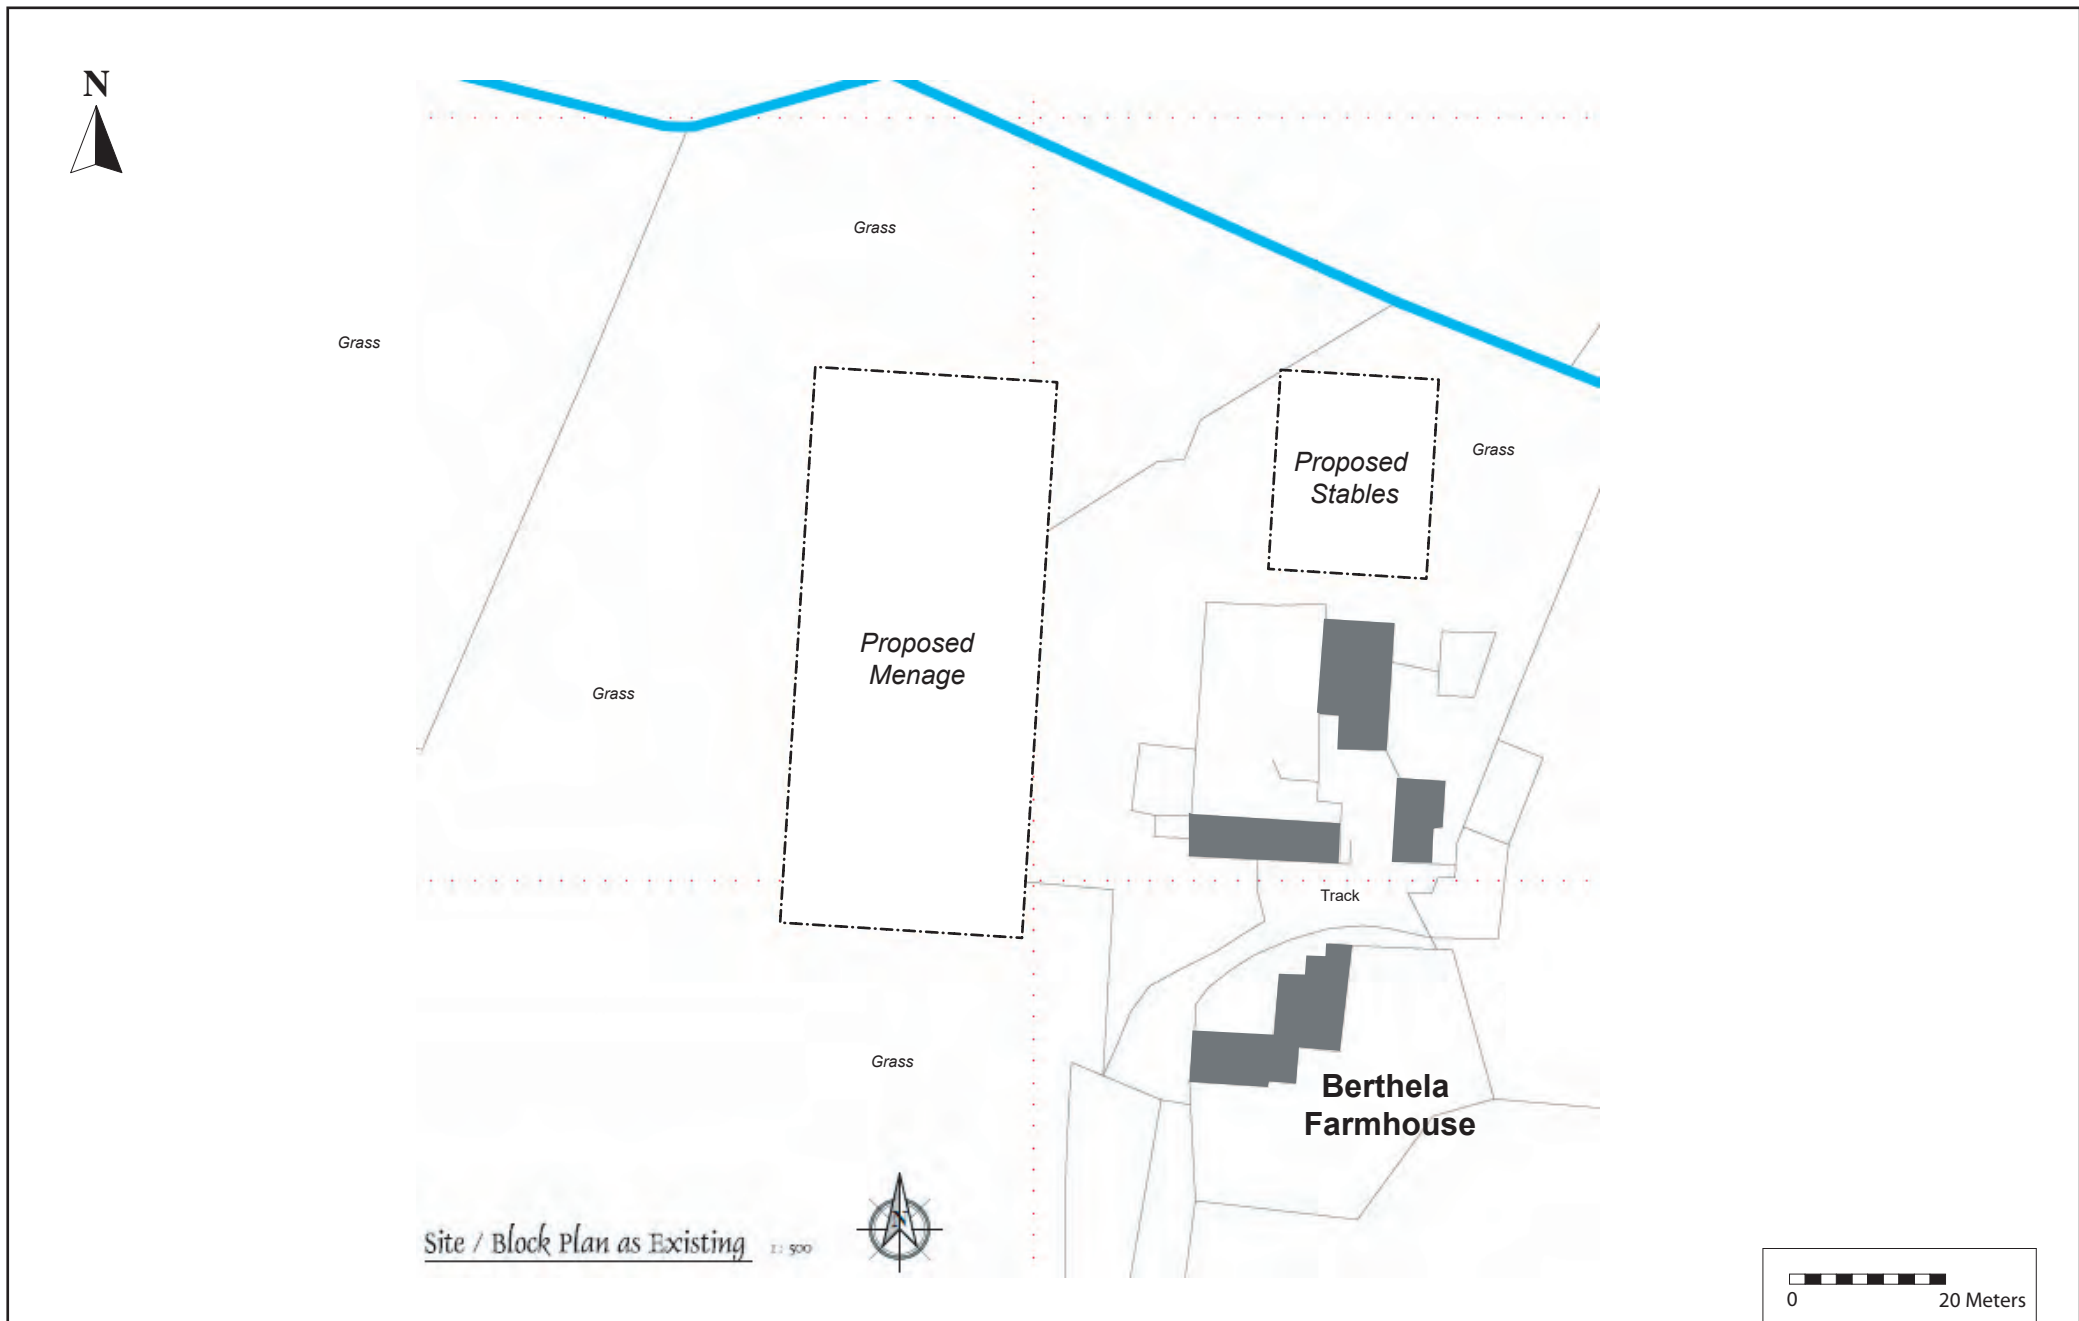 N
Grass
Grass
Grass
Proposed
Stables
Proposed
Menage
Grass
Track
Grass
Berthela
Farmhouse
N
Site / Block Plan as Existing 1: 500
0 20 Meters